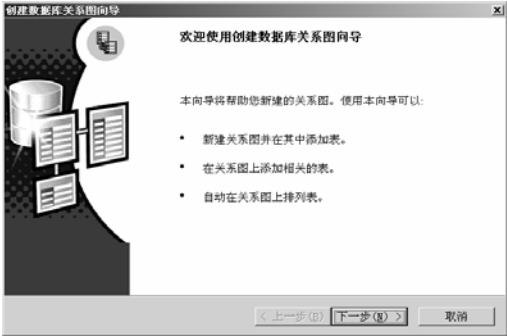 创建数据库关系图向导
欢迎使用创建数据库关系图向导
本向导将帮助您新建的关系图。使用本向导可以:
• 新建关系图并在其中添加表。
• 在关系图上添加相关的表。
• 自动在关系图上排列表。
< 上一步(B) 下一步(N) > 取消